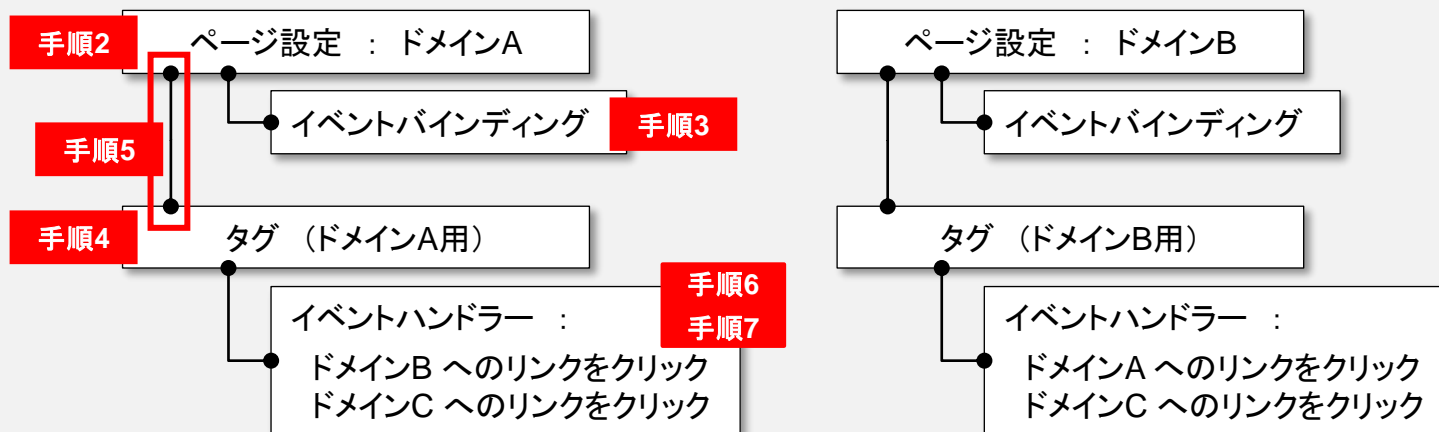 手順2
ページ設定 ： ドメインA
イベントバインディング
手順3
手順5
手順4
タグ （ドメインA用）
手順6
手順7
イベントハンドラー ：
ドメインB へのリンクをクリック
ドメインC へのリンクをクリック
ページ設定 ： ドメインB
イベントバインディング
タグ （ドメインB用）
イベントハンドラー ：
ドメインA へのリンクをクリック
ドメインC へのリンクをクリック